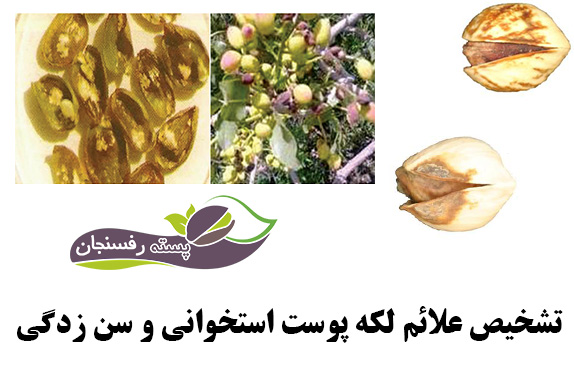 پسته رفسنجان
تشخیص علائم لکه پوست استخوانی و سن زدگی